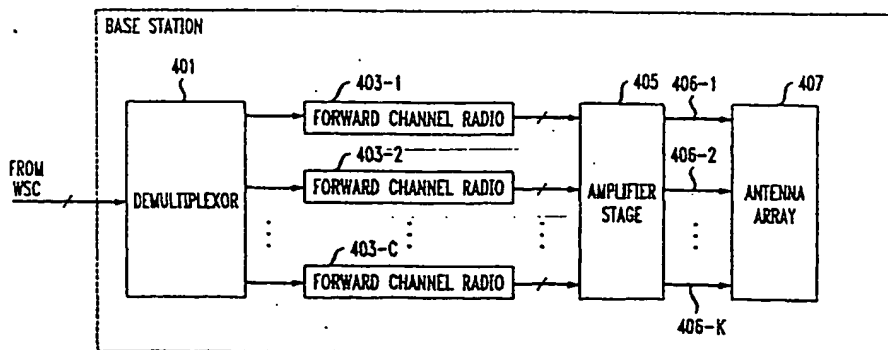 BASE STATION
401
403-1
405
406-1
407
FORWARD CHANNEL RADIO
403-2
406-2
FROM
WSC
DEMULTIPLEXOR
FORWARD CHANNEL RADIO
AMPLIFIER
STAGE
ANTENNA
ARRAY
403-C
FORWARD CHANNEL RADIO
406-K